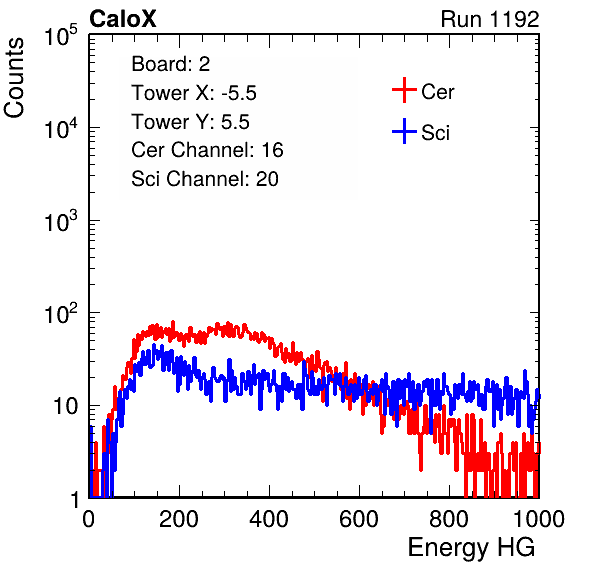 CaloX Run 1192
Counts
10^5
10^4
10^3
10^2
10
1
Board: 2
Tower X: -5.5
Tower Y: 5.5
Cer Channel: 16
Sci Channel: 20
Cer
Sci
0 200 400 600 800 1000
Energy HG